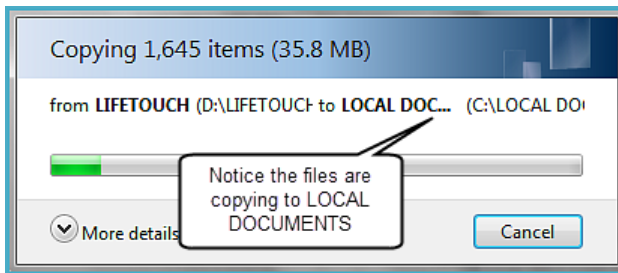 Copying 1,645 items (35.8 MB)
from LIFETOUCH (D:\LIFETOUCH to LOCAL DOC... (C:\LOCAL DO
Notice the files are
copying to LOCAL
DOCUMENTS
More details
Cancel